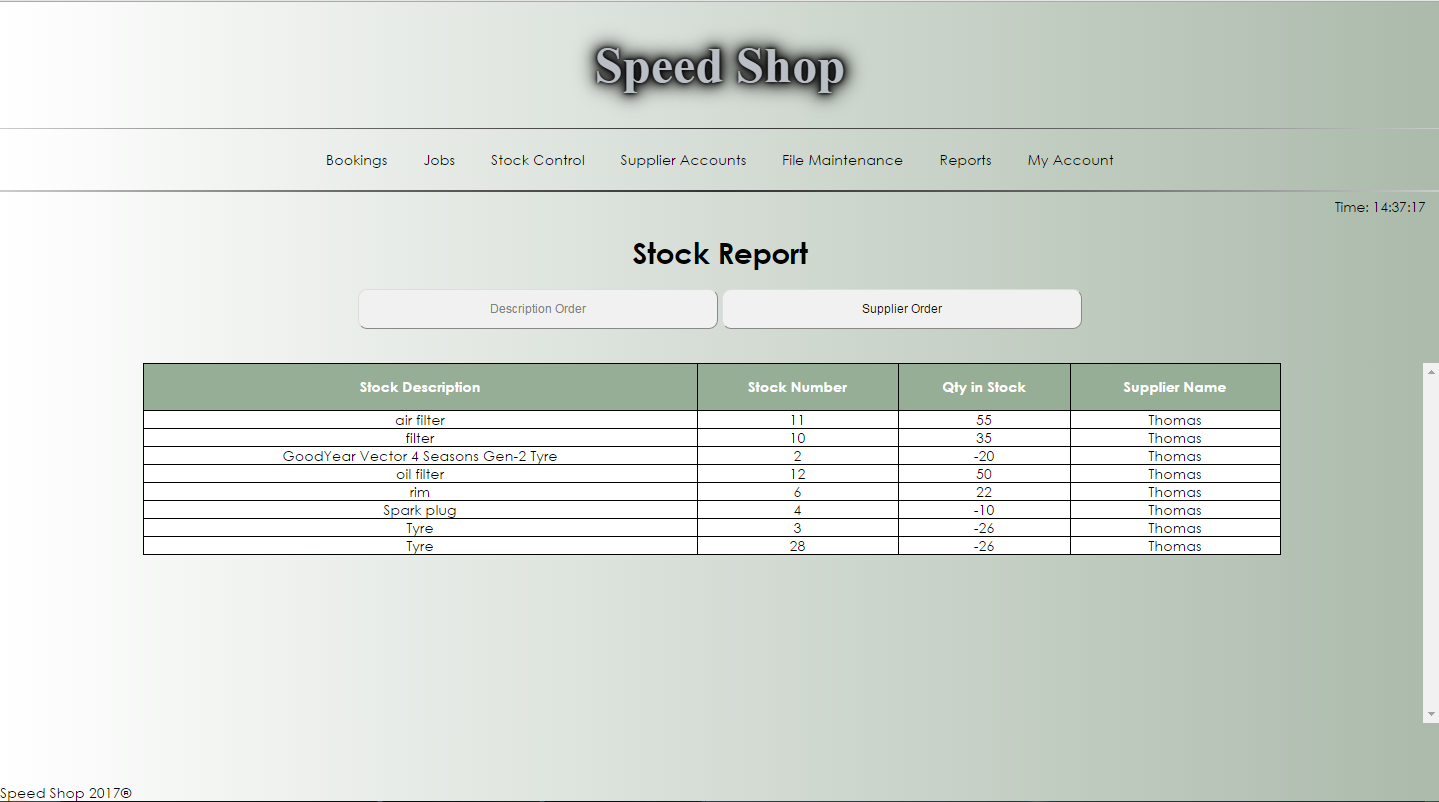 Speed Shop
Bookings Jobs Stock Control Supplier Accounts File Maintenance Reports My Account
Time: 14:37:17
Stock Report
Description Order Supplier Order
Stock Description Stock Number Qty in Stock Supplier Name
air filter 11 55 Thomas
filter 10 35 Thomas
GoodYear Vector 4 Seasons Gen-2 Tyre 2 -20 Thomas
oil filter 12 50 Thomas
rim 6 22 Thomas
Spark plug 4 -10 Thomas
Tyre 3 -26 Thomas
Tyre 28 -26 Thomas
Speed Shop 2017®